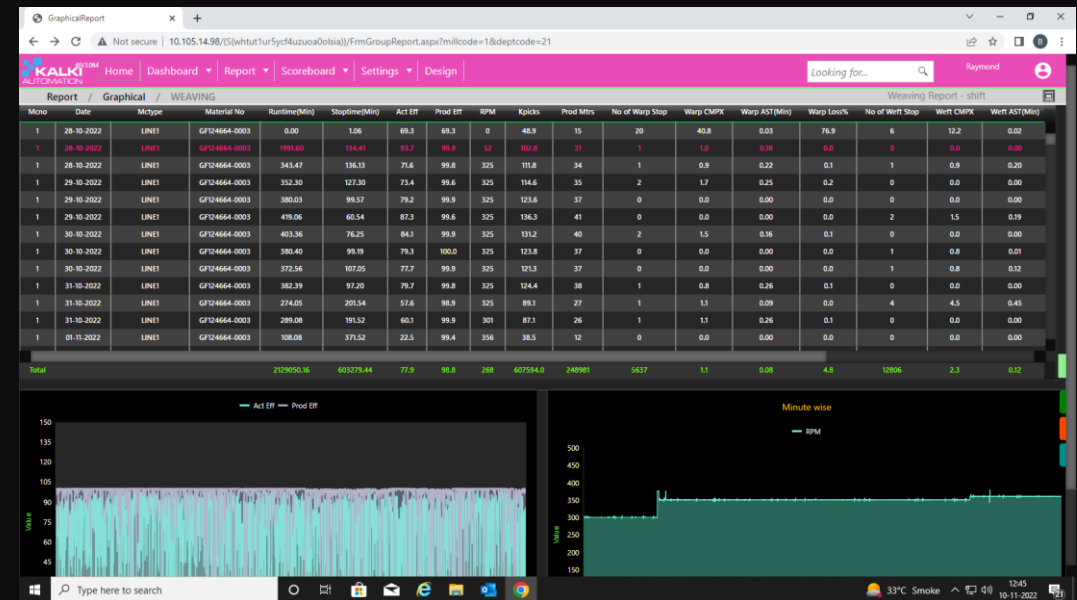 GraphicalReport
Not secure | 10.105.14.98/(S(whtut1ur5ycf4uzuoa0olsia))/FrmGroupReport.aspx?millcode=1&deptcode=21
B
KALKI RV3.064 Home Dashboard Report Scoreboard Settings Design Looking for... Raymond
AUTOMATION
Report / Graphical / WEAVING Weaving Report - shift
Mcno Date Mctype Material No Runtime(Min) Stoptime(Min) Act Eff Prod Eff RPM Kpicks Prod Mtrs No of Warp Stop Warp CMPX Warp AST(Min) Warp Loss% No of Weft Stop Weft CMPX Weft AST(Min)
1 28-10-2022 LINE1 GF124664-0003 0.00 1.06 69.3 69.3 0 48.9 15 20 40.8 0.03 76.9 6 12.2 0.02
1 28-10-2022 LINE1 GF124664-0003 1991.60 134.41 93.7 99.9 52 102.8 31 1 1.0 0.18 0.0 0 0.0 0.00
1 28-10-2022 LINE1 GF124664-0003 343.47 136.13 71.6 99.8 325 111.8 34 1 0.9 0.22 0.1 1 0.9 0.20
1 29-10-2022 LINE1 GF124664-0003 352.30 127.30 73.4 99.6 325 114.6 35 2 1.7 0.25 0.2 0 0.0 0.00
1 29-10-2022 LINE1 GF124664-0003 380.03 99.57 79.2 99.9 325 123.6 37 0 0.0 0.00 0.0 0 0.0 0.00
1 29-10-2022 LINE1 GF124664-0003 419.06 60.54 87.3 99.6 325 136.3 41 0 0.0 0.00 0.0 2 1.5 0.19
1 30-10-2022 LINE1 GF124664-0003 403.36 76.25 84.1 99.9 325 131.2 40 2 1.5 0.16 0.1 0 0.0 0.00
1 30-10-2022 LINE1 GF124664-0003 380.40 99.19 79.3 100.0 325 123.8 37 0 0.0 0.00 0.0 1 0.8 0.01
1 30-10-2022 LINE1 GF124664-0003 372.56 107.05 77.7 99.9 325 121.3 37 0 0.0 0.00 0.0 1 0.8 0.12
1 31-10-2022 LINE1 GF124664-0003 382.39 97.20 79.7 99.8 325 124.4 38 1 0.8 0.26 0.1 0 0.0 0.00
1 31-10-2022 LINE1 GF124664-0003 274.05 201.54 57.6 98.9 325 89.1 27 1 1.1 0.09 0.0 4 4.5 0.45
1 31-10-2022 LINE1 GF124664-0003 289.08 191.52 60.1 99.9 301 87.1 26 1 1.1 0.26 0.1 0 0.0 0.00
1 01-11-2022 LINE1 GF124664-0003 108.08 371.52 22.5 99.4 356 38.5 12 0 0.0 0.00 0.0 0 0.0 0.00
Total 2129050.16 603279.44 77.9 98.8 268 607594.0 248981 5637 1.1 0.08 4.8 12806 2.3 0.12
Act Eff Prod Eff
150
135
120
105
90
75
60
45
Value
Minute wise
RPM
500
450
400
350
300
250
200
150
Value
Type here to search
33°C Smoke
12:45
10-11-2022
21